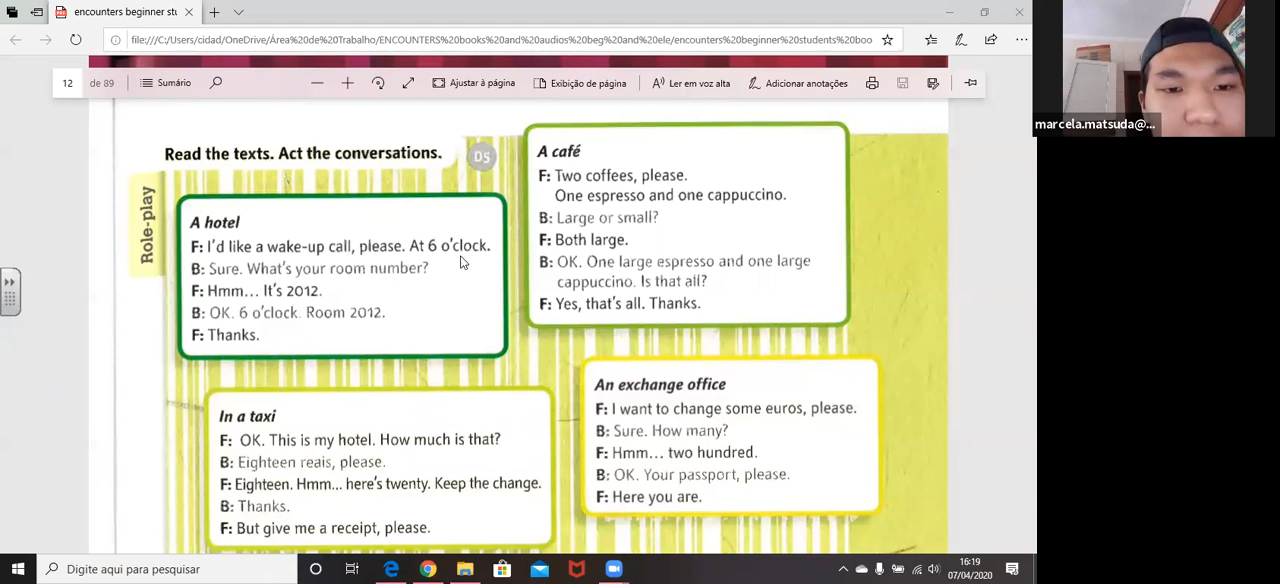 encounters beginner stu
file:///C:/Users/cidad/OneDrive/Área%20de%20Trabalho/ENCOUNTERS%20books%20and%20audios%20beg%20and%20ele/encounters%20beginner%20students%20boo
12 de 89 Sumário Ajustar à página Exibição de página Ler em voz alta Adicionar anotações
marcela.matsuda@...
Read the texts. Act the conversations. D5
Role-play
A hotel
F: I'd like a wake-up call, please. At 6 o'clock.
B: Sure. What's your room number?
F: Hmm... It's 2012.
B: OK. 6 o'clock. Room 2012.
F: Thanks.
A café
F: Two coffees, please.
One espresso and one cappuccino.
B: Large or small?
F: Both large.
B: OK. One large espresso and one large
cappuccino. Is that all?
F: Yes, that's all. Thanks.
In a taxi
F: OK. This is my hotel. How much is that?
B: Eighteen reais, please.
F: Eighteen. Hmm... here's twenty. Keep the change.
B: Thanks.
F: But give me a receipt, please.
An exchange office
F: I want to change some euros, please.
B: Sure. How many?
F: Hmm... two hundred.
B: OK. Your passport, please.
F: Here you are.
Digite aqui para pesquisar
16:19
07/04/2020